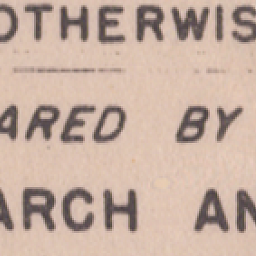 OTHERWIS
ARED BY
ARCH AN